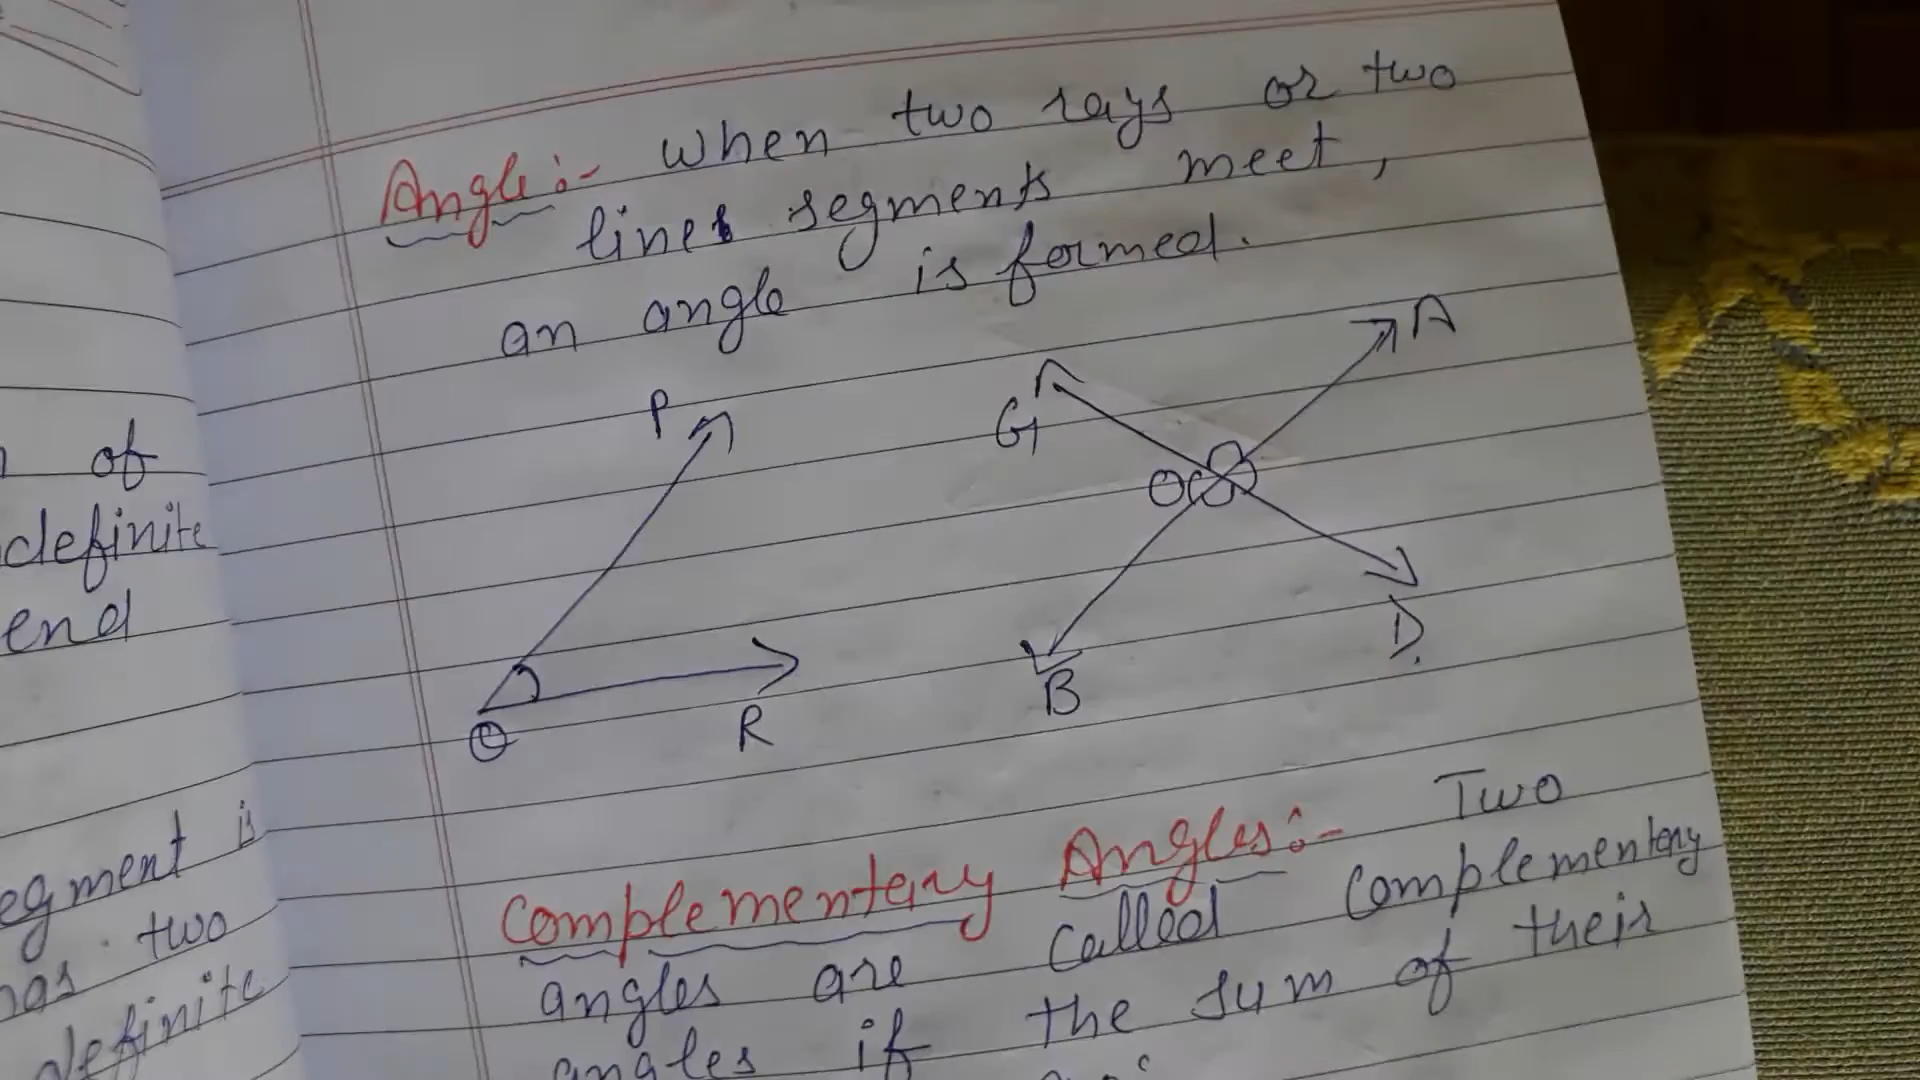 of
definite
end
egment is
has two
definite
Angle :- When two rays or two
lines segments meet,
an angle is formed.
P
G
A
O
R
B
D.
Complementary Angles :- Two
angles are called complementary
angles if the sum of their